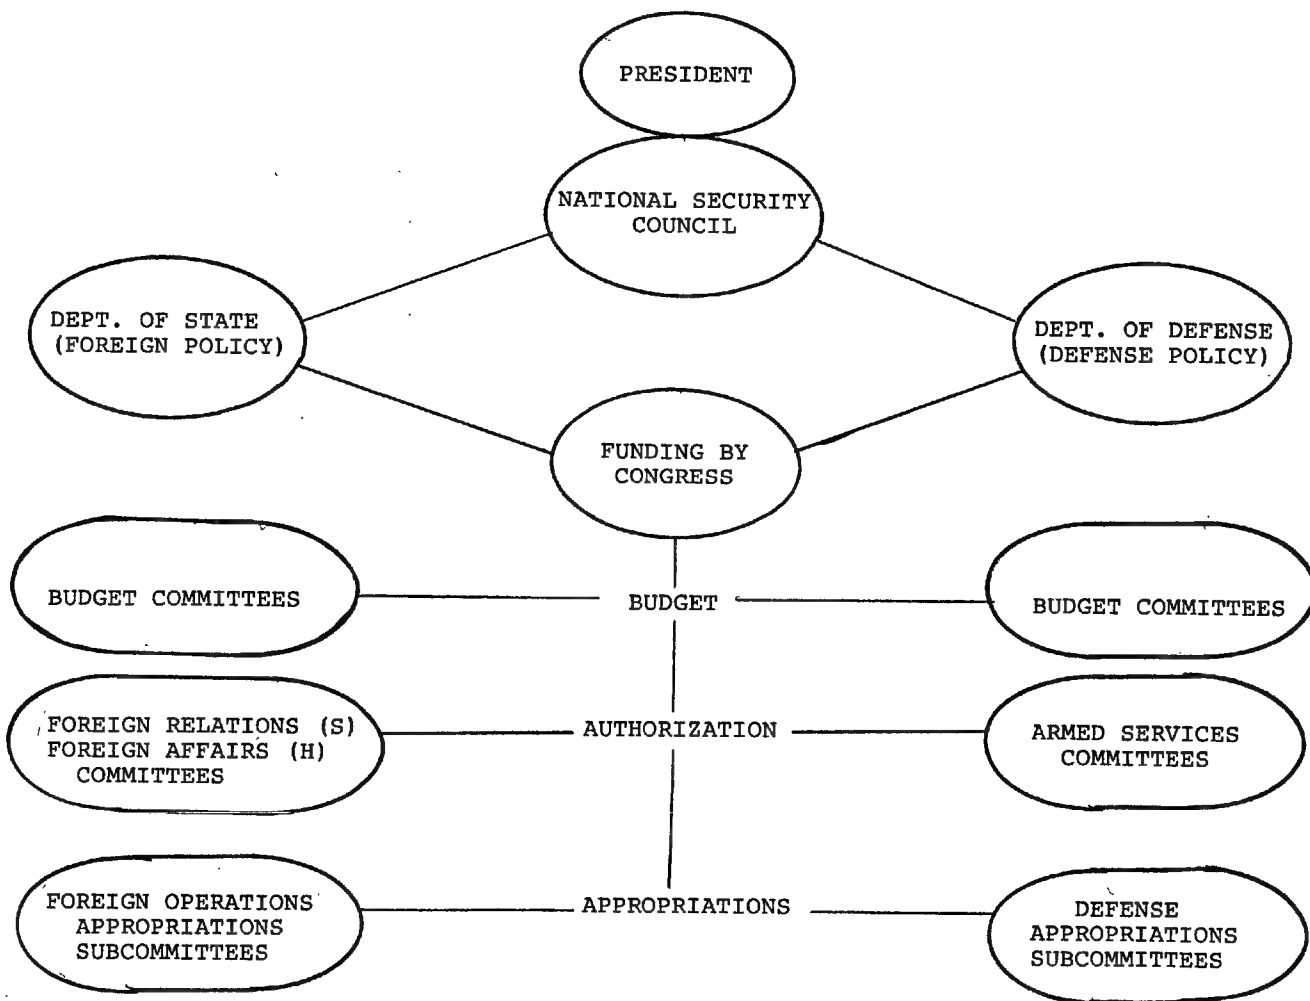 PRESIDENT
NATIONAL SECURITY
COUNCIL
DEPT. OF STATE
(FOREIGN POLICY)
DEPT. OF DEFENSE
(DEFENSE POLICY)
FUNDING BY
CONGRESS
BUDGET COMMITTEES
BUDGET
BUDGET COMMITTEES
FOREIGN RELATIONS (S)
FOREIGN AFFAIRS (H)
COMMITTEES
AUTHORIZATION
ARMED SERVICES
COMMITTEES
FOREIGN OPERATIONS
APPROPRIATIONS
SUBCOMMITTEES
APPROPRIATIONS
DEFENSE
APPROPRIATIONS
SUBCOMMITTEES